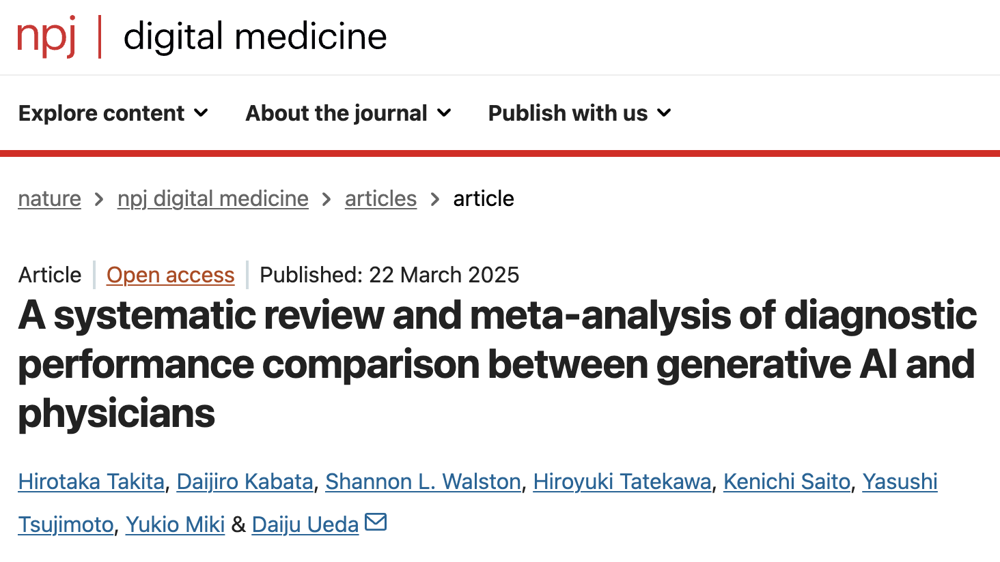 npj | digital medicine
Explore content About the journal Publish with us
nature > npj digital medicine > articles > article
Article | Open access | Published: 22 March 2025
A systematic review and meta-analysis of diagnostic
performance comparison between generative AI and
physicians
Hirotaka Takita, Daijiro Kabata, Shannon L. Walston, Hiroyuki Tatekawa, Kenichi Saito, Yasushi
Tsujimoto, Yukio Miki & Daiju Ueda